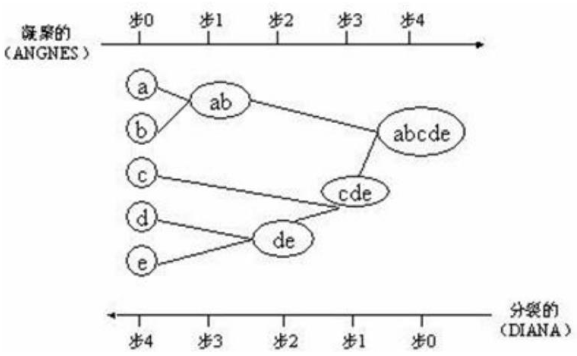 凝聚的
(ANGNES)
步0 步1 步2 步3 步4
a
ab
b
abcde
c
cde
d
de
e
分裂的
(DIANA)
步4 步3 步2 步1 步0